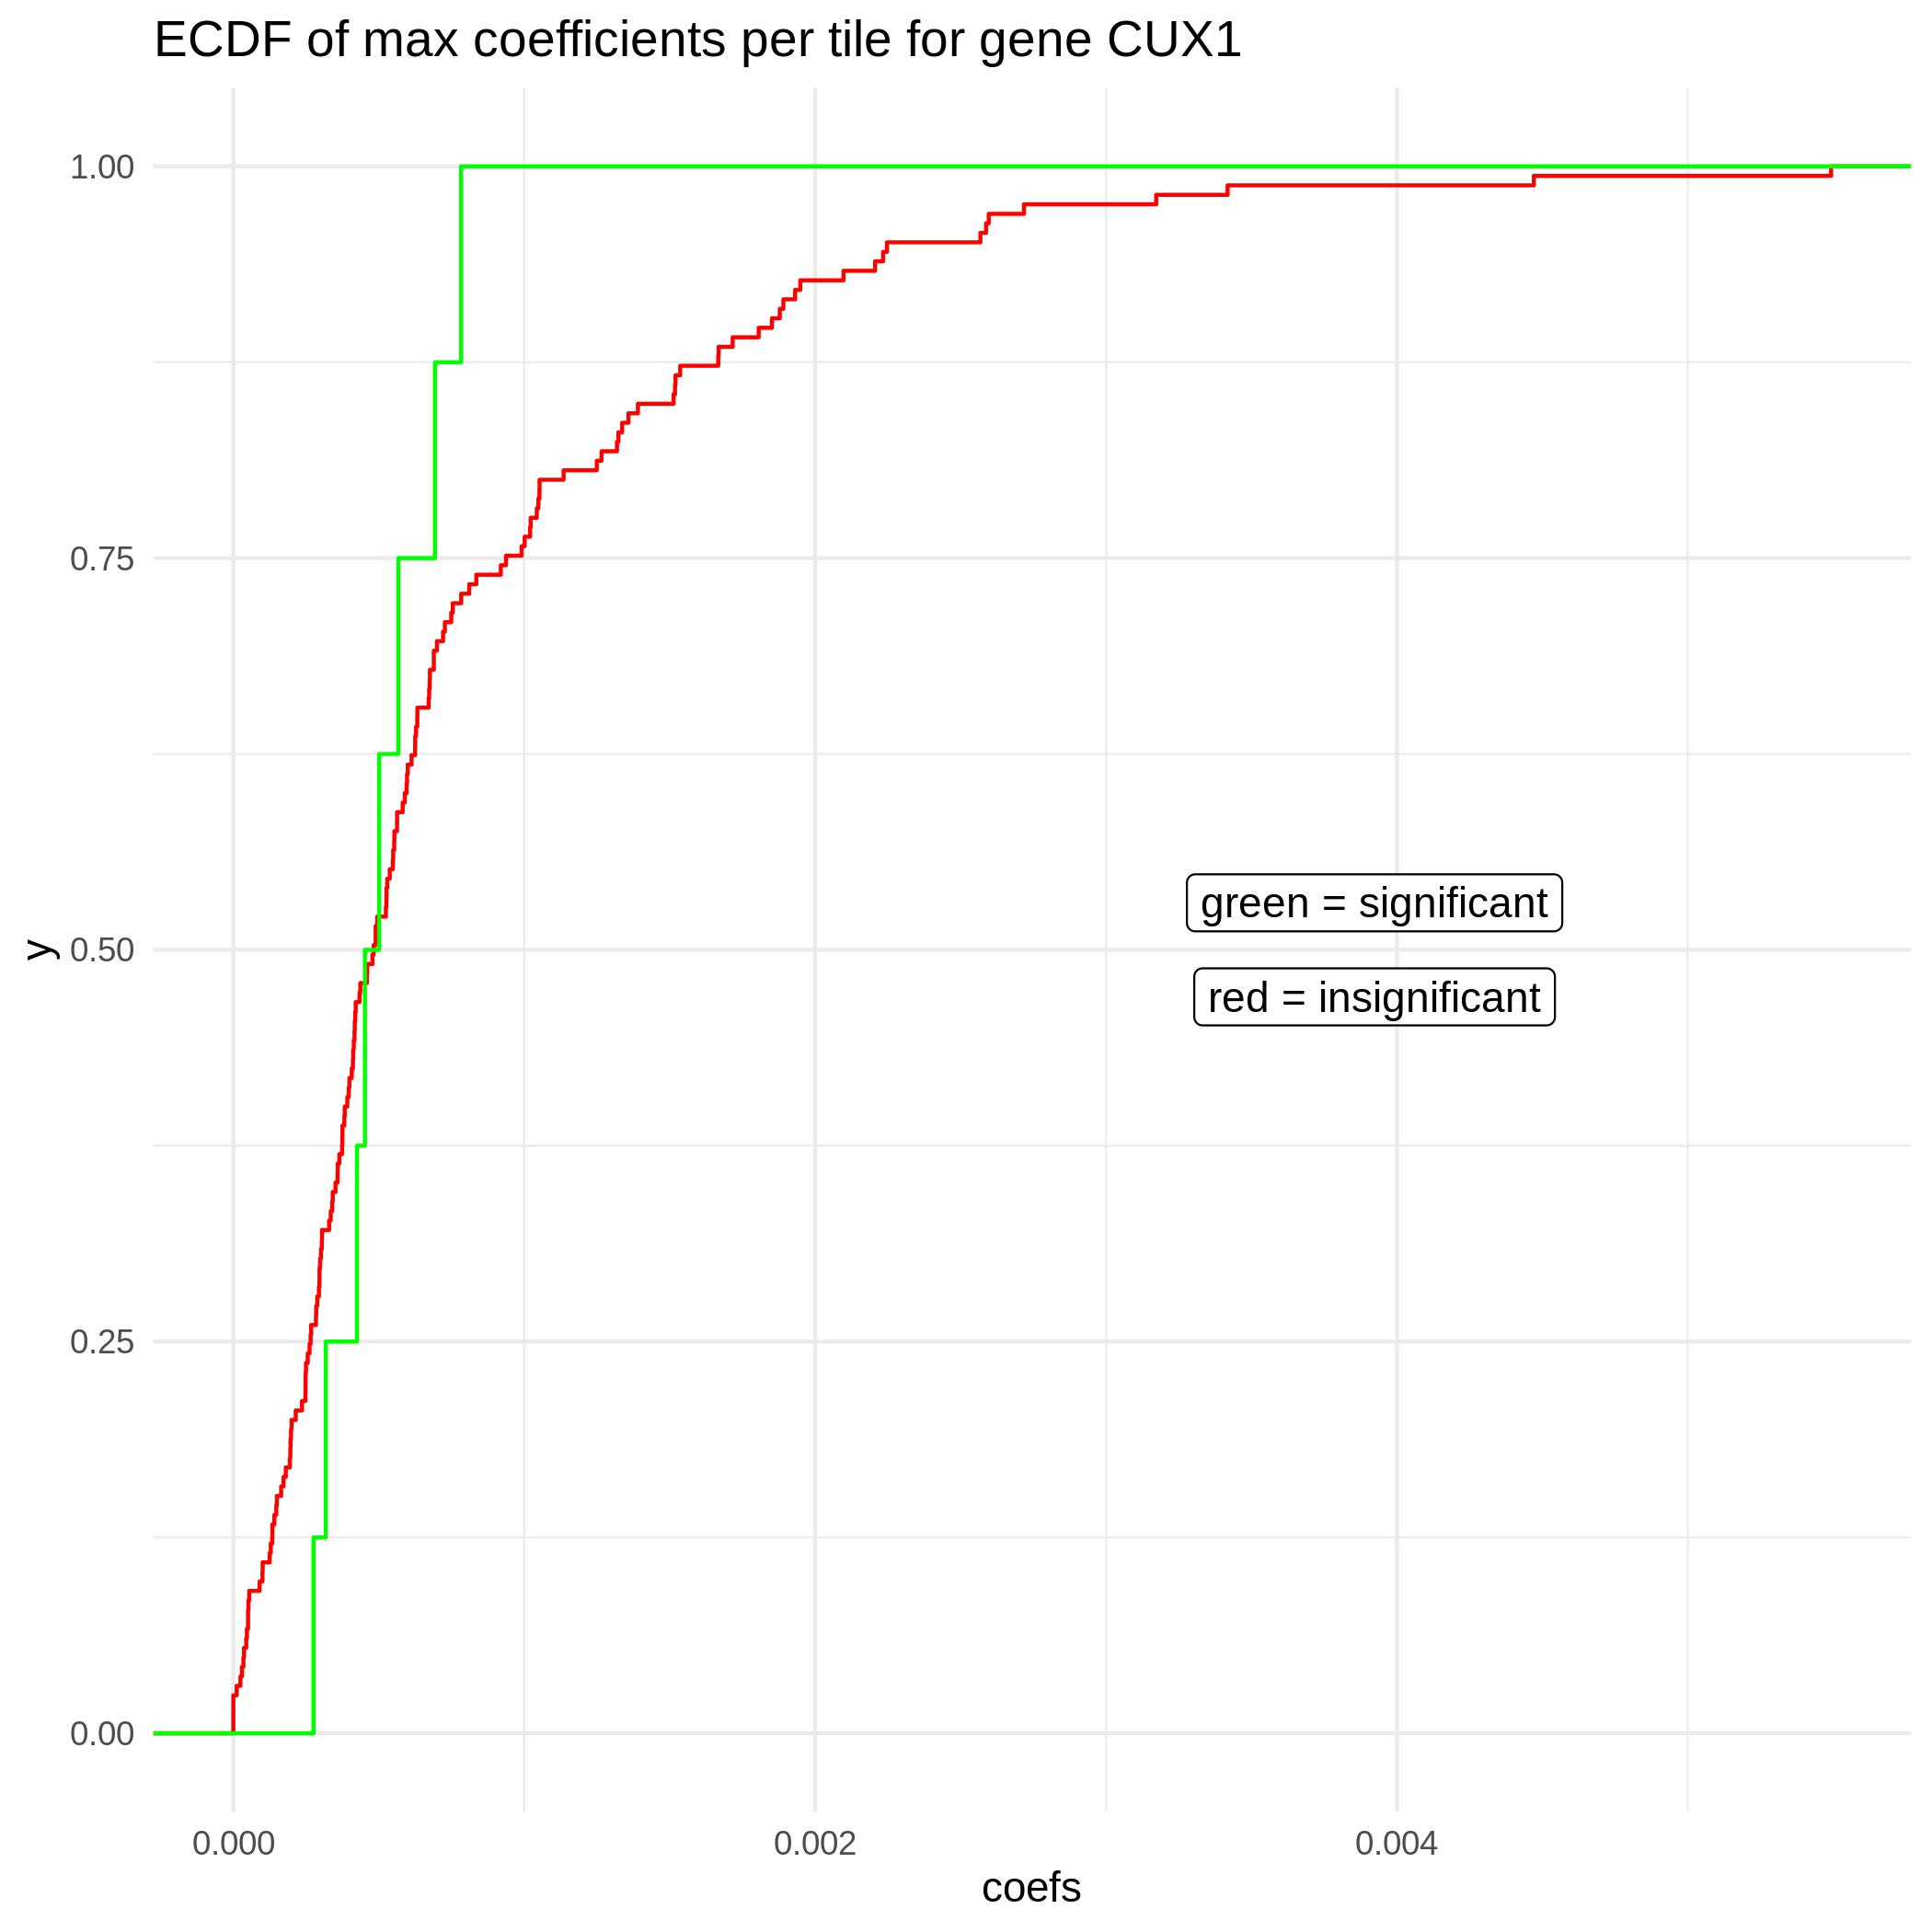 ECDF of max coefficients per tile for gene CUX1
1.00
0.75
0.50
0.25
0.00
y
green = significant
red = insignificant
0.000
0.002
0.004
coefs